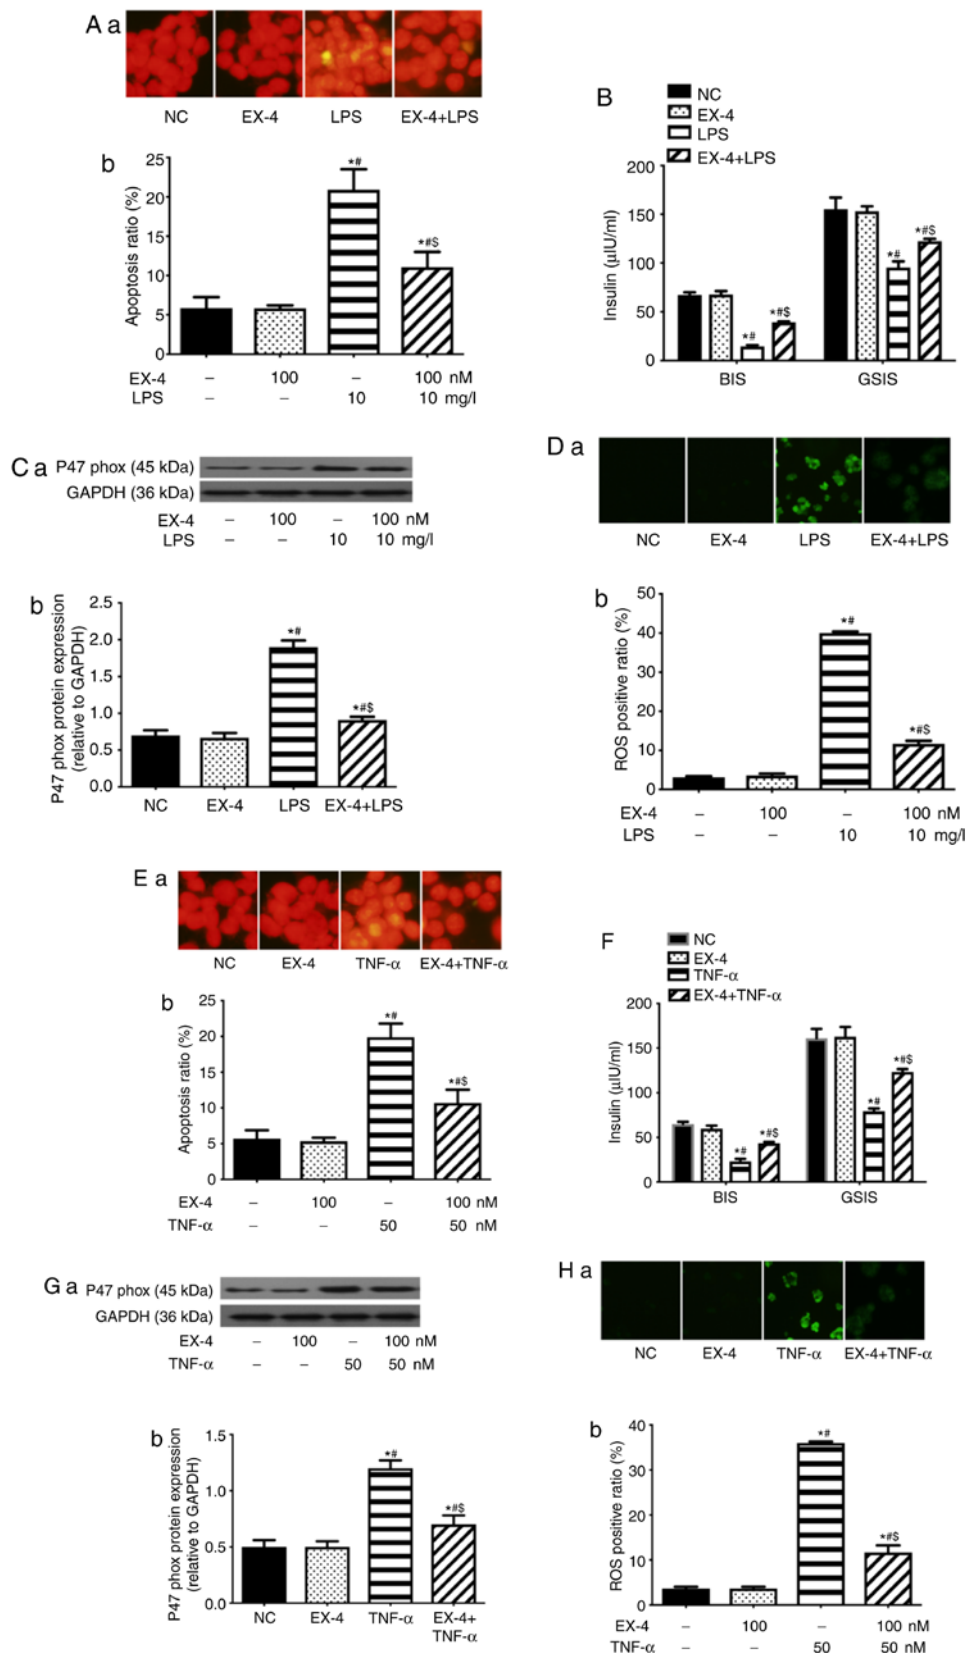 A a
NC EX-4 LPS EX-4+LPS
b
Apoptosis ratio (%)
25
20
15
10
5
0
*#
*#$
EX-4 – 100 – 100 nM
LPS – – 10 10 mg/l
B
NC
EX-4
LPS
EX-4+LPS
Insulin (µIU/ml)
200
150
100
50
0
*#
*#$
*#
*#$
BIS GSIS
C a
P47 phox (45 kDa)
GAPDH (36 kDa)
EX-4 – 100 – 100 nM
LPS – – 10 10 mg/l
b
P47 phox protein expression
(relative to GAPDH)
2.5
2.0
1.5
1.0
0.5
0.0
*#
*#$
NC EX-4 LPS EX-4+LPS
D a
NC EX-4 LPS EX-4+LPS
b
ROS positive ratio (%)
50
40
30
20
10
0
*#
*#$
EX-4 – 100 – 100 nM
LPS – – 10 10 mg/l
E a
NC EX-4 TNF-α EX-4+TNF-α
b
Apoptosis ratio (%)
25
20
15
10
5
0
*#
*#$
EX-4 – 100 – 100 nM
TNF-α – – 50 50 nM
F
NC
EX-4
TNF-α
EX-4+TNF-α
Insulin (µIU/ml)
200
150
100
50
0
*#
*#$
*#
*#$
BIS GSIS
G a
P47 phox (45 kDa)
GAPDH (36 kDa)
EX-4 – 100 – 100 nM
TNF-α – – 50 50 nM
b
P47 phox protein expression
(relative to GAPDH)
1.5
1.0
0.5
0.0
*#
*#$
NC EX-4 TNF-α EX-4+
TNF-α
H a
NC EX-4 TNF-α EX-4+TNF-α
b
ROS positive ratio (%)
40
30
20
10
0
*#
*#$
EX-4 – 100 – 100 nM
TNF-α – – 50 50 nM